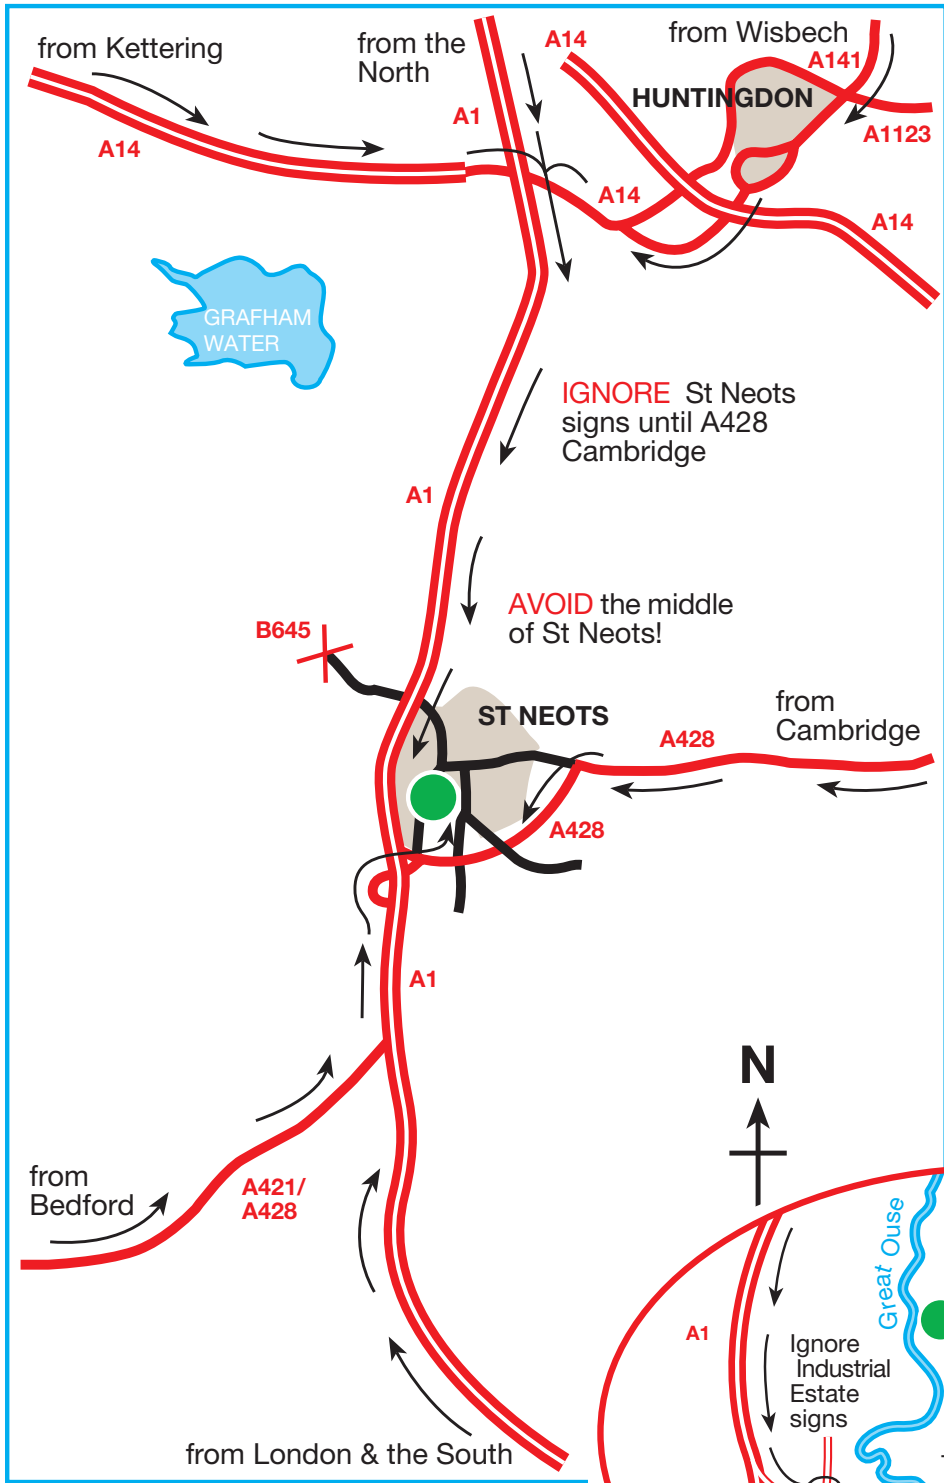 from Kettering
from the
North
A14
from Wisbech
A141
HUNTINGDON
A1
A1123
A14
A14
A14
GRAFHAM
WATER
IGNORE St Neots
signs until A428
Cambridge
A1
AVOID the middle
of St Neots!
B645
ST NEOTS
from
Cambridge
A428
A428
A1
N
from
Bedford
A421/
A428
Great Ouse
A1
Ignore
Industrial
Estate
signs
from London & the South